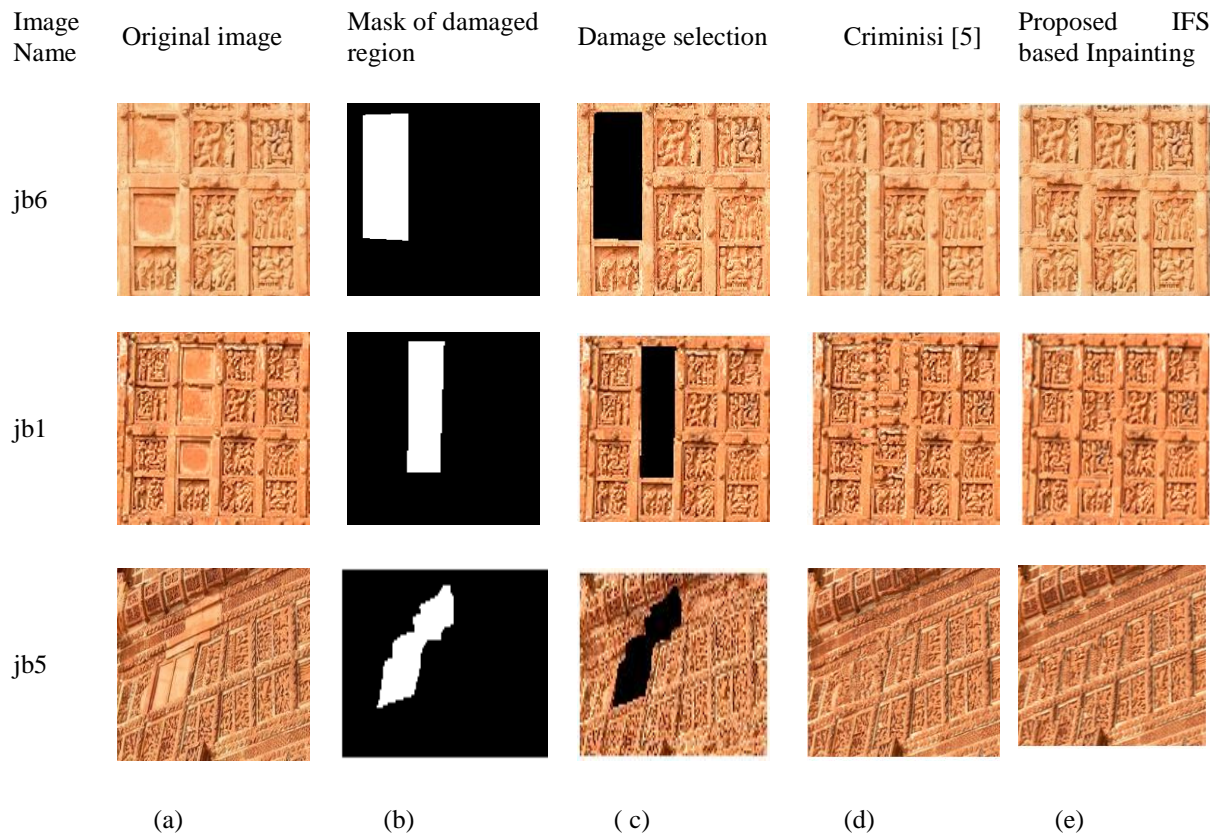 Image Name
Original image
Mask of damaged region
Damage selection
Criminisi [5]
Proposed IFS based Inpainting
jb6
jb1
jb5
(a)
(b)
( c)
(d)
(e)